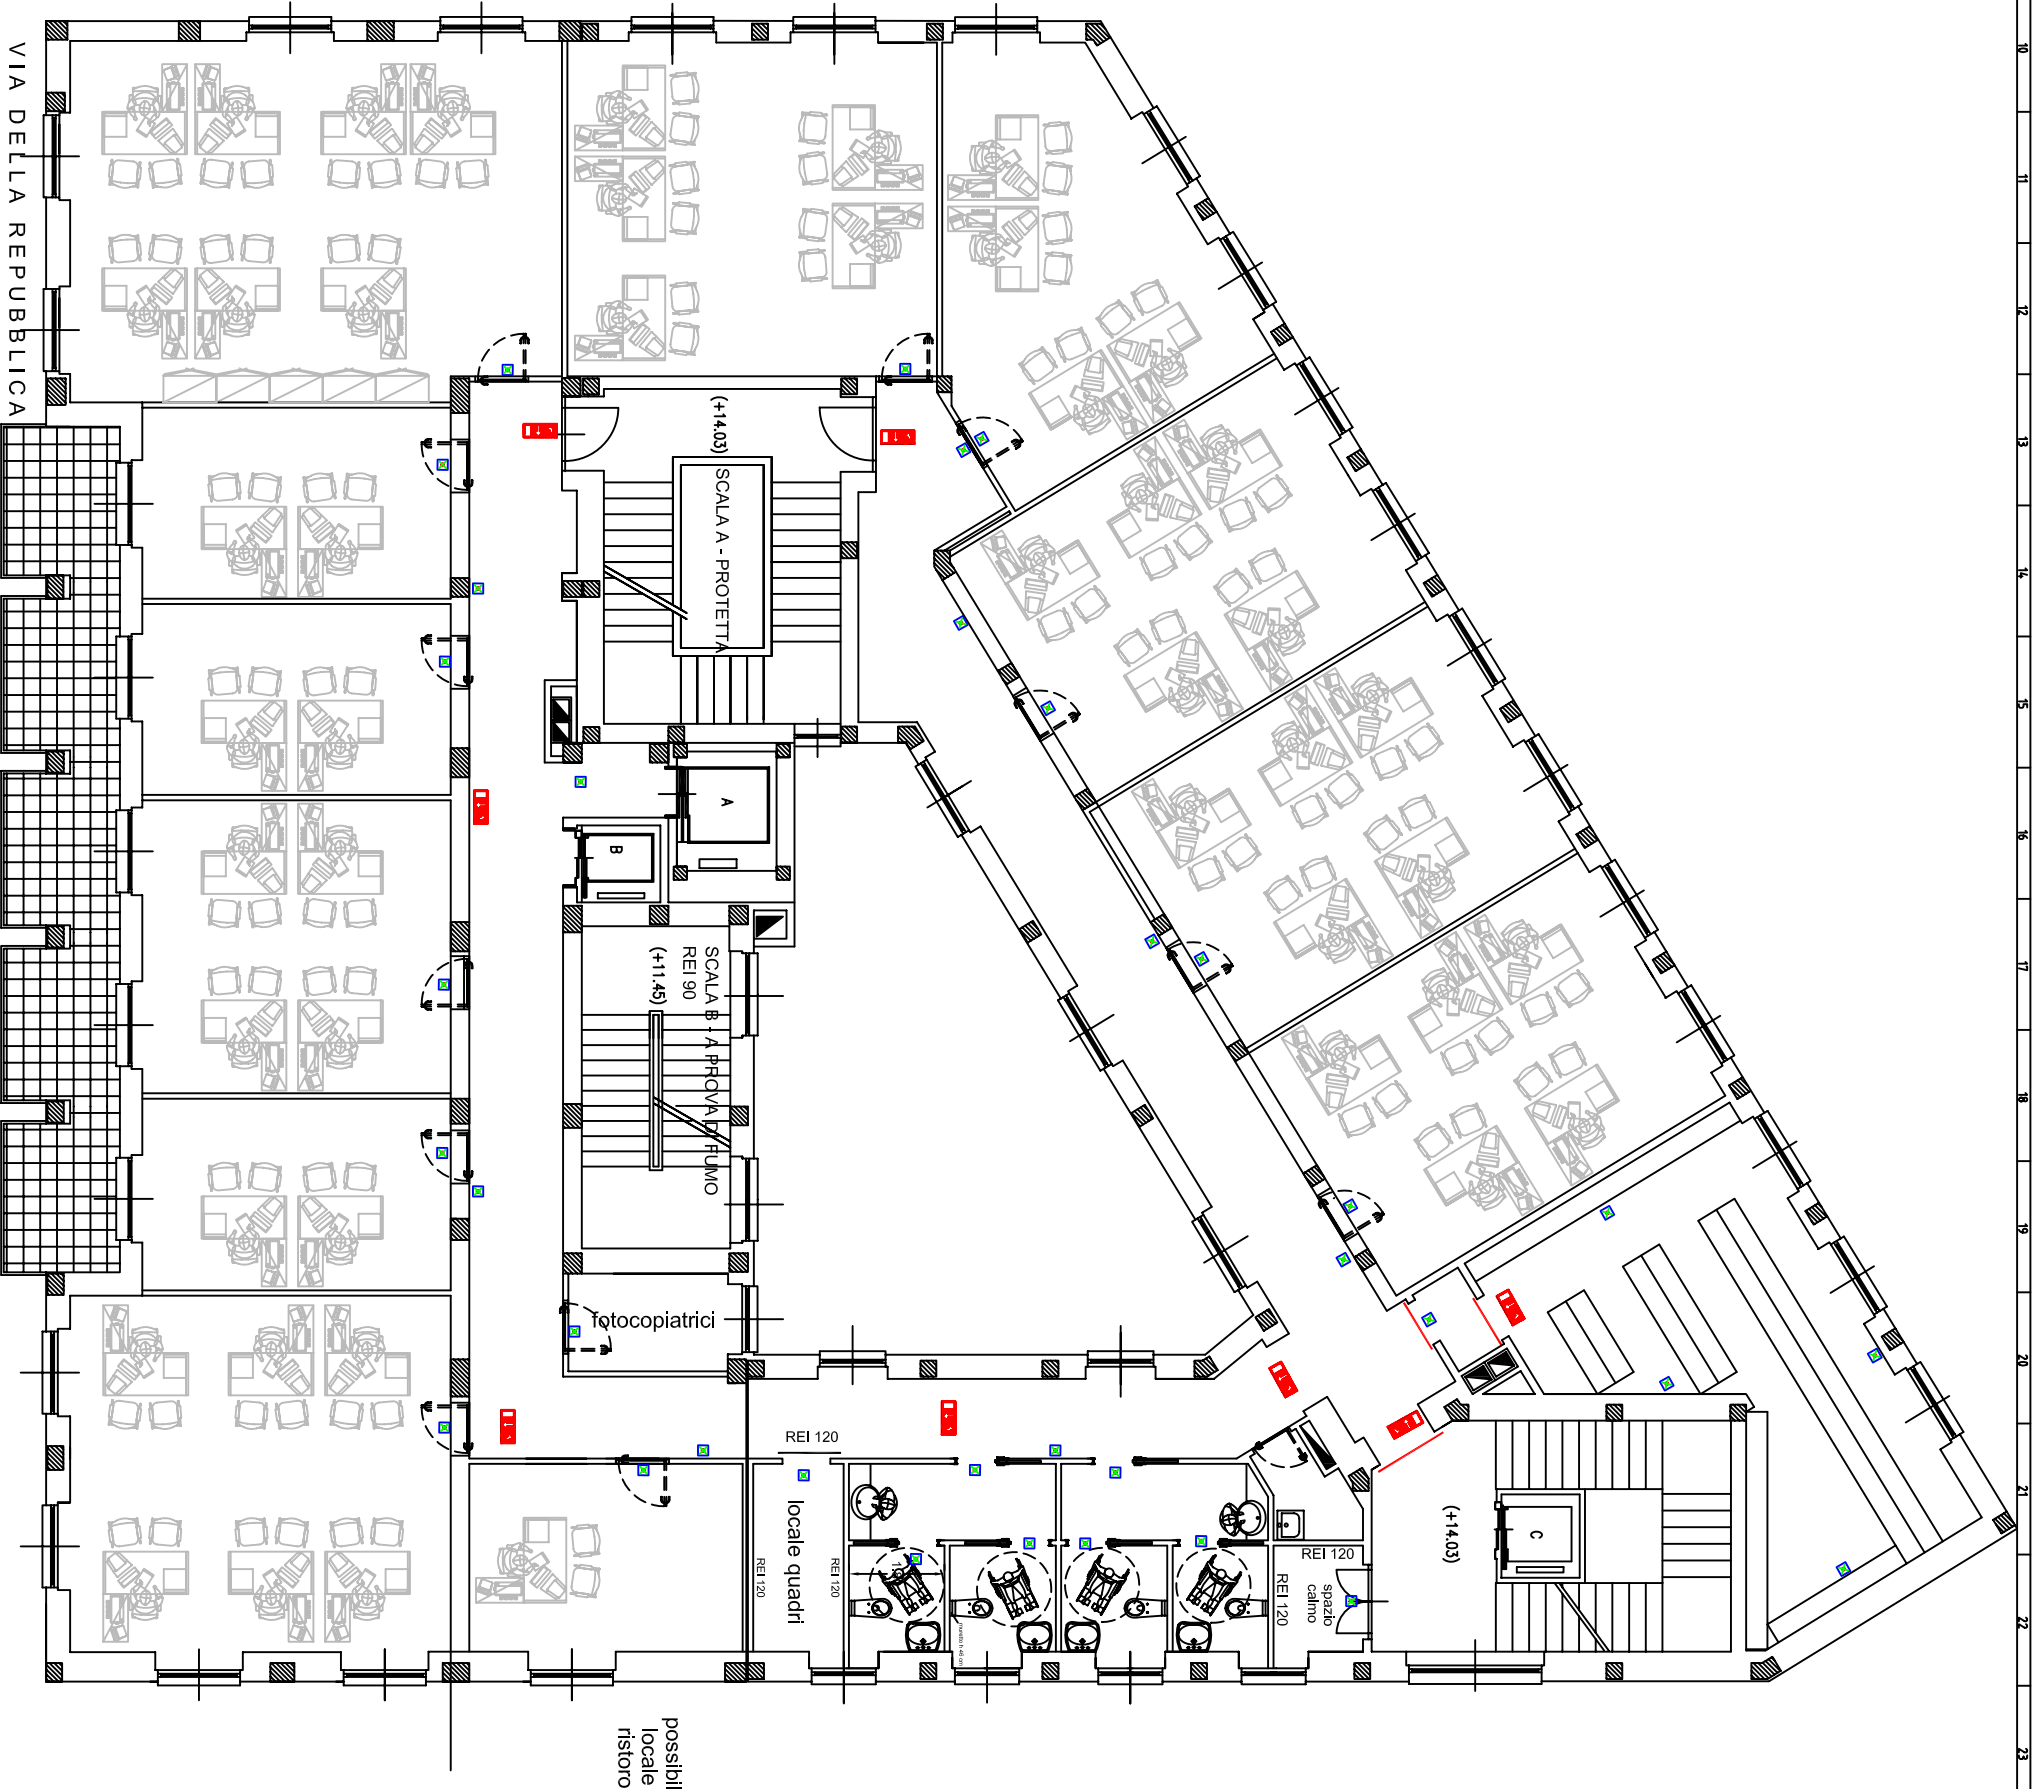 VIA DELLA REPUBBLICA
(+14.03)
SCALA A - PROTETTA
A
B
SCALA B - A PROVA DI FUMO
REI 90
(+11.45)
fotocopiatrici
REI 120
locale quadri
REI 120
REI 120
REI 120
spazio
calmo
REI 120
(+14.03)
C
possibil
locale
ristoro
10
11
12
13
14
15
16
17
18
19
20
21
22
23